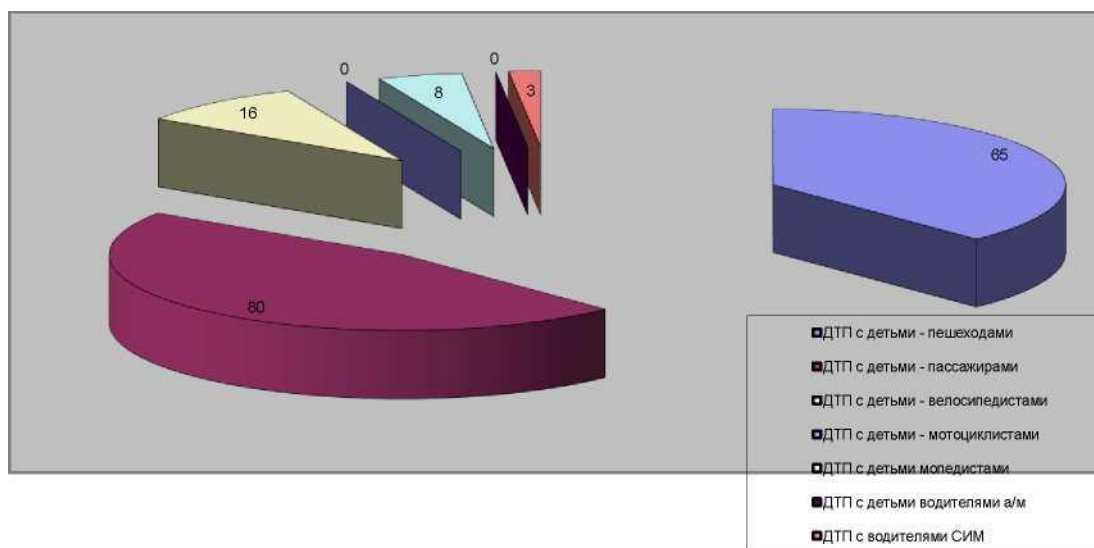 0
0
8
3
16
65
80
ДТП с детьми - пешеходами
ДТП с детьми - пассажирами
ДТП с детьми - велосипедистами
ДТП с детьми - мотоциклистами
ДТП с детьми мопедистами
ДТП с детьми водителями а/м
ДТП с водителями СИМ